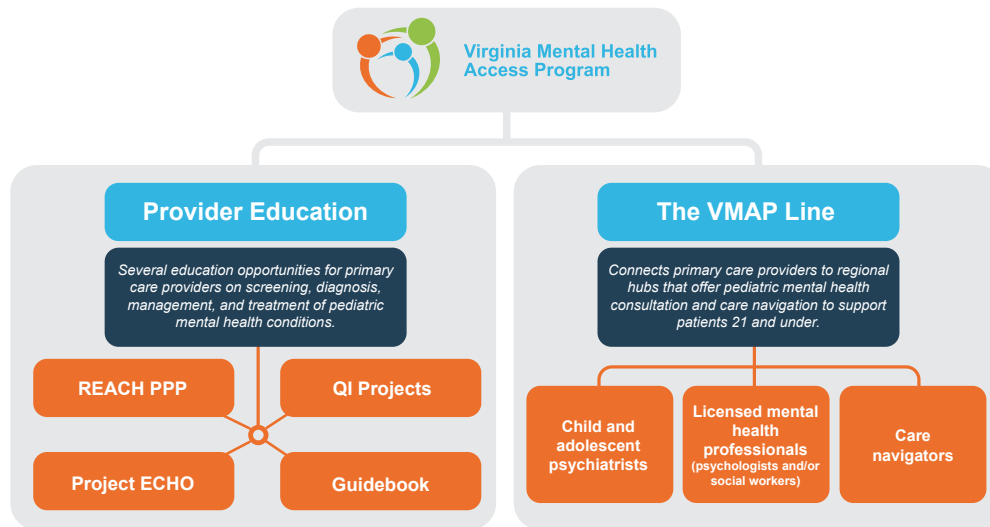 Virginia Mental Health
Access Program
Provider Education
Several education opportunities for primary
care providers on screening, diagnosis,
management, and treatment of pediatric
mental health conditions.
REACH PPP
QI Projects
Project ECHO
Guidebook
The VMAP Line
Connects primary care providers to regional
hubs that offer pediatric mental health
consultation and care navigation to support
patients 21 and under.
Child and
adolescent
psychiatrists
Licensed mental
health
professionals
(psychologists and/or
social workers)
Care
navigators